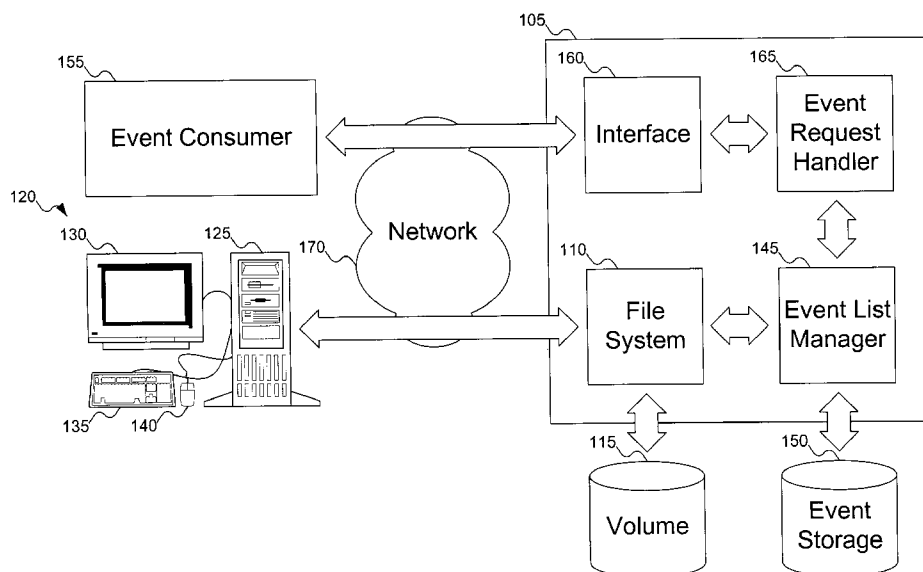 105
155
160
165
Event Consumer
Interface
Event
Request
Handler
120
130
125
170
Network
110
145
File
System
Event List
Manager
135
140
115
150
Volume
Event
Storage